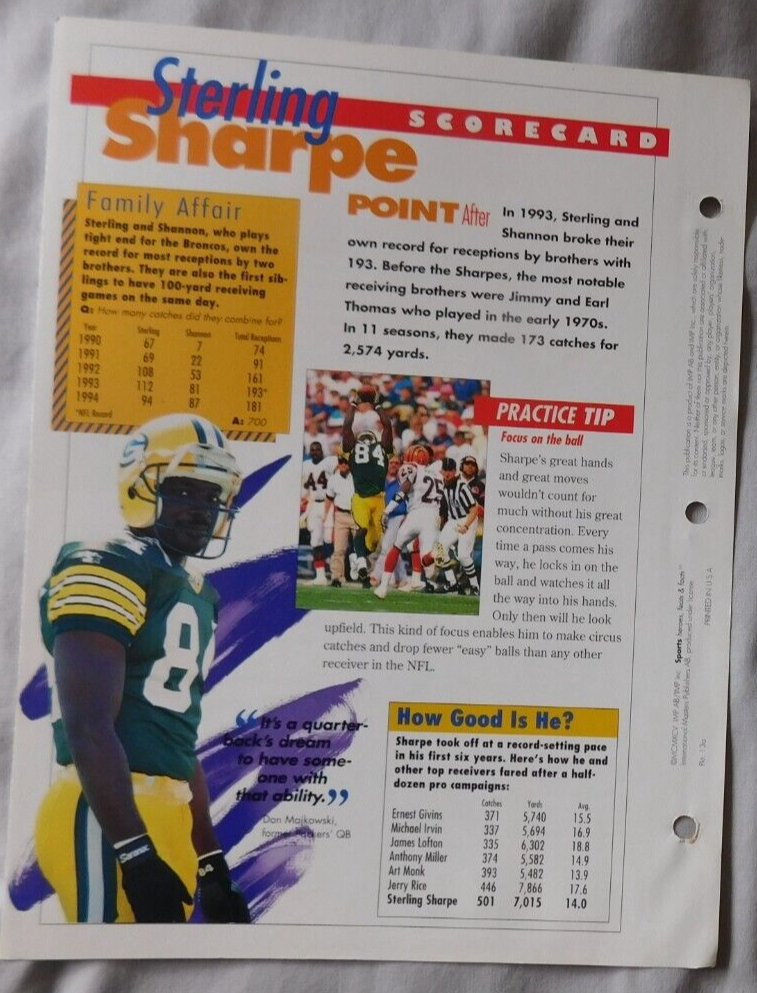 Sterling
Sharpe
SCORECARD
Family Affair
Sterling and Shannon, who plays
tight end for the Broncos, own the
record for most receptions by two
brothers. They are also the first sib-
lings to have 100-yard receiving
games on the same day.
Q: How many catches did they combine for?
Year Sterling Shannon Total Receptions
1990 67 7 74
1991 69 22 91
1992 108 53 161
1993 112 81 193*
1994 94 87 181
*NFL Record
A: 700
POINT After
In 1993, Sterling and
Shannon broke their
own record for receptions by brothers with
193. Before the Sharpes, the most notable
receiving brothers were Jimmy and Earl
Thomas who played in the early 1970s.
In 11 seasons, they made 173 catches for
2,574 yards.
84
44
25
PRACTICE TIP
Focus on the ball
Sharpe's great hands
and great moves
wouldn't count for
much without his great
concentration. Every
time a pass comes his
way, he locks in on the
ball and watches it all
the way into his hands.
Only then will he look
upfield. This kind of focus enables him to make circus
catches and drop fewer "easy" balls than any other
receiver in the NFL.
"It's a quarter-
back's dream
to have some-
one with
that ability."
Don Majkowski,
former Packers' QB
How Good Is He?
Sharpe took off at a record-setting pace
in his first six years. Here's how he and
other top receivers fared after a half-
dozen pro campaigns:
Catches Yards Avg.
Ernest Givins 371 5,740 15.5
Michael Irvin 337 5,694 16.9
James Lofton 335 6,302 18.8
Anthony Miller 374 5,582 14.9
Art Monk 393 5,482 13.9
Jerry Rice 446 7,866 17.6
Sterling Sharpe 501 7,015 14.0
84
Sports heroes, feats & facts™
PRINTED IN U.S.A.